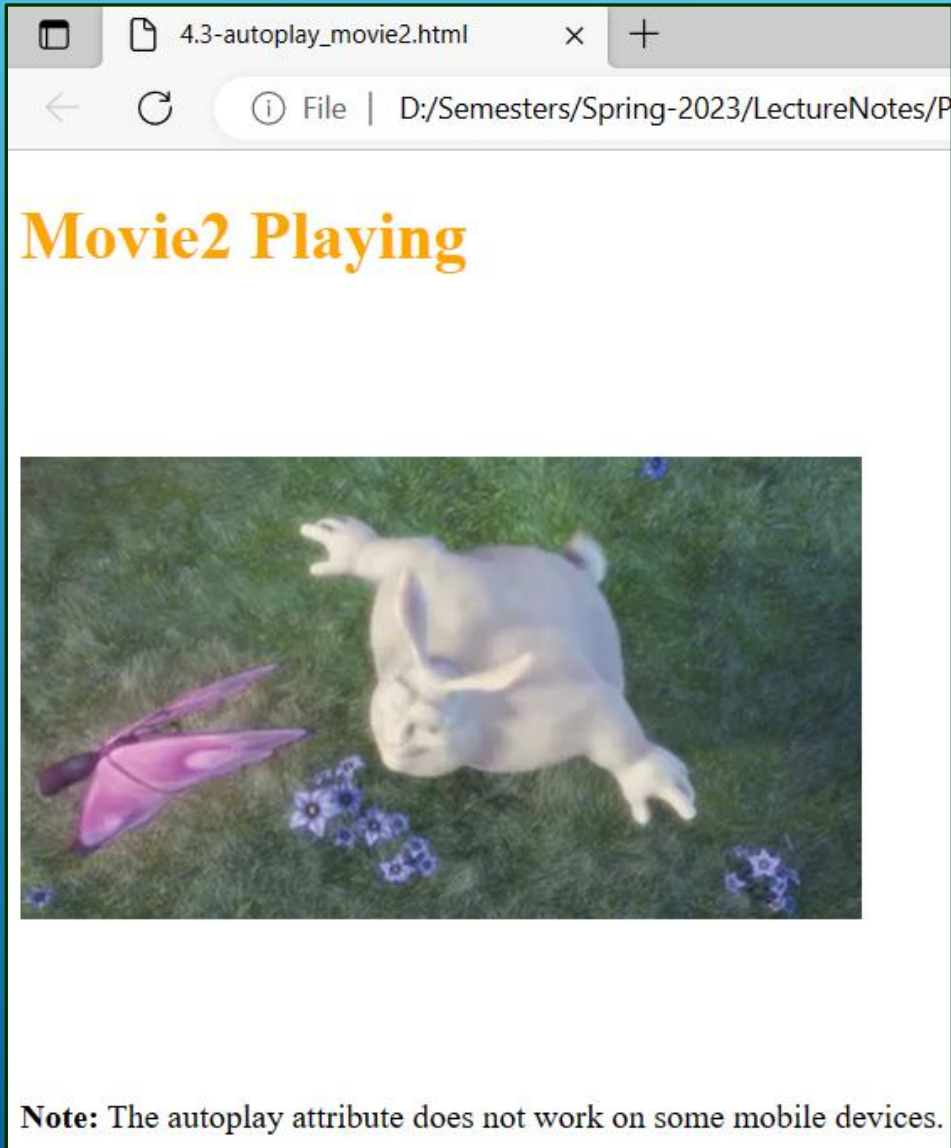 4.3-autoplay_movie2.html
File | D:/Semesters/Spring-2023/LectureNotes/P
Movie2 Playing
Note: The autoplay attribute does not work on some mobile devices.